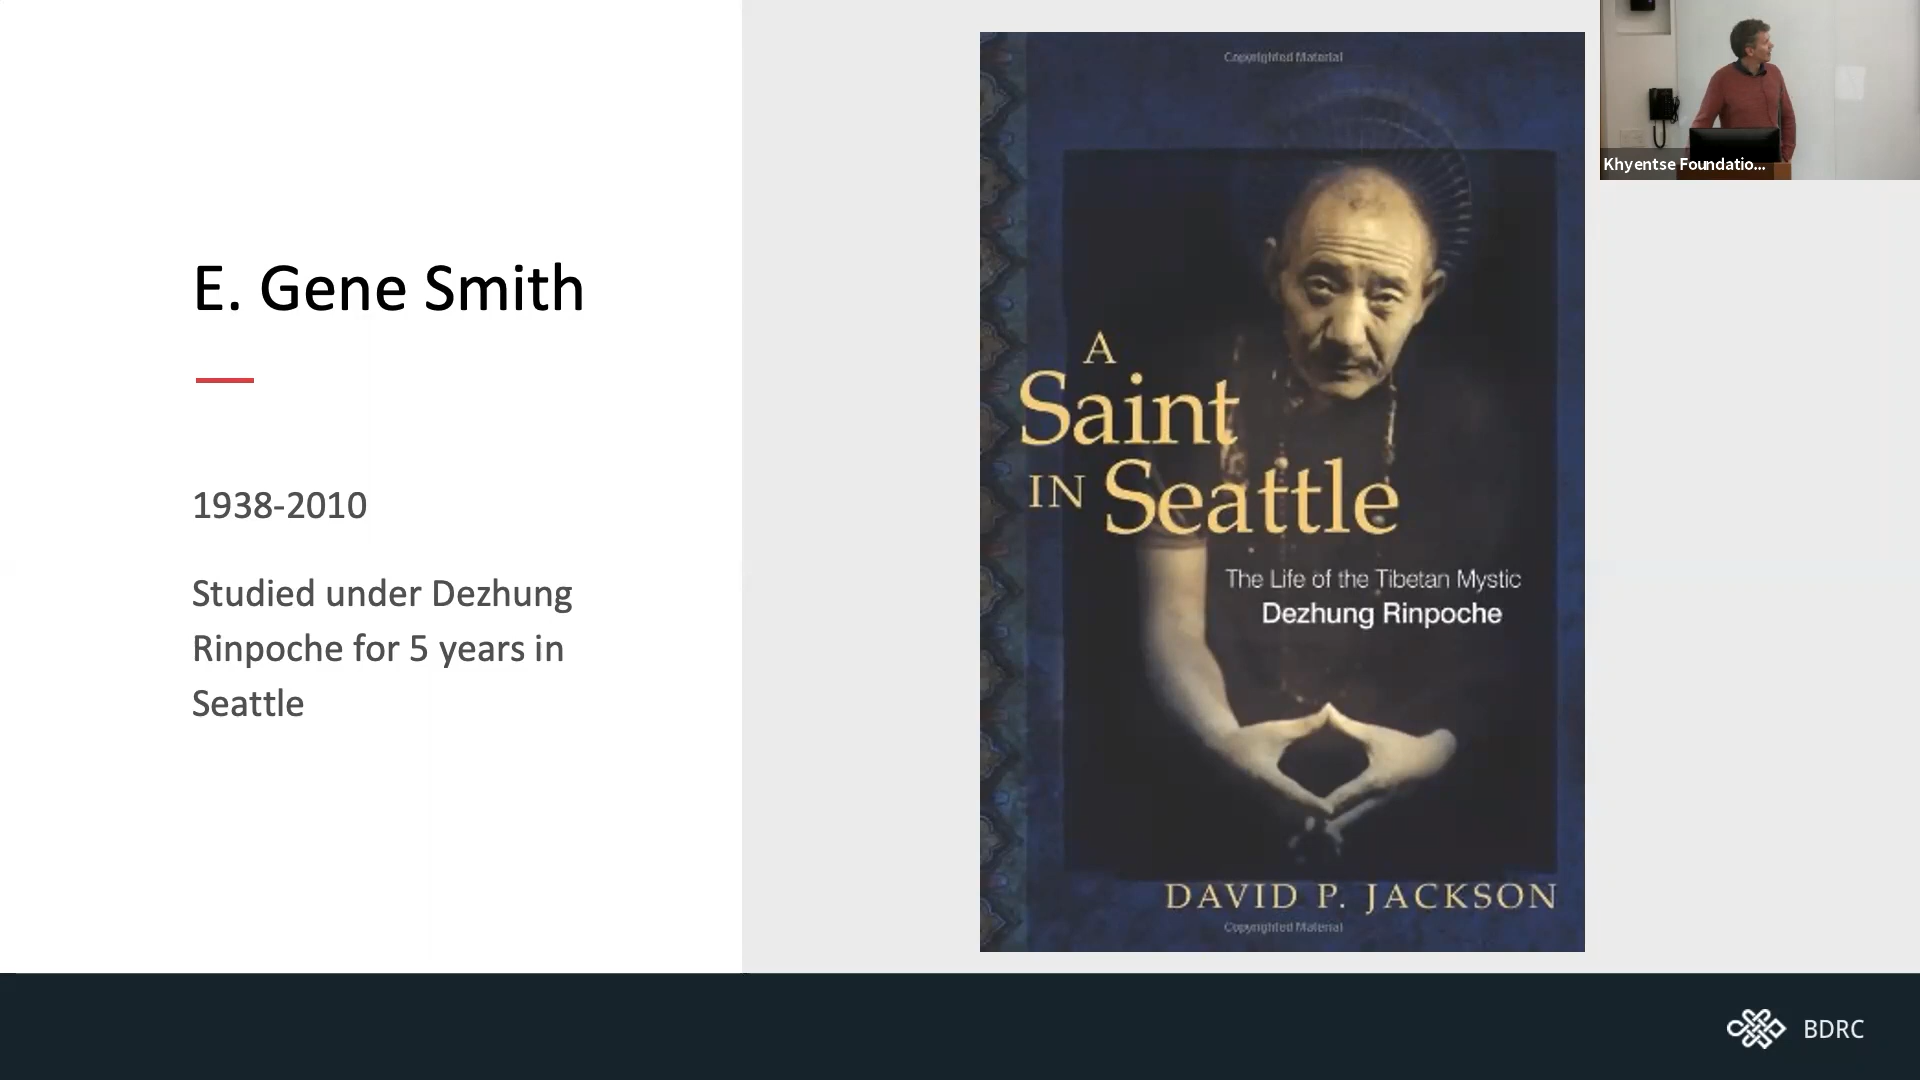 E. Gene Smith
1938-2010
Studied under Dezhung
Rinpoche for 5 years in
Seattle
Copyrighted Material
A
Saint
IN Seattle
The Life of the Tibetan Mystic
Dezhung Rinpoche
DAVID P. JACKSON
Copyrighted Material
Khyentse Foundatio...
BDRC